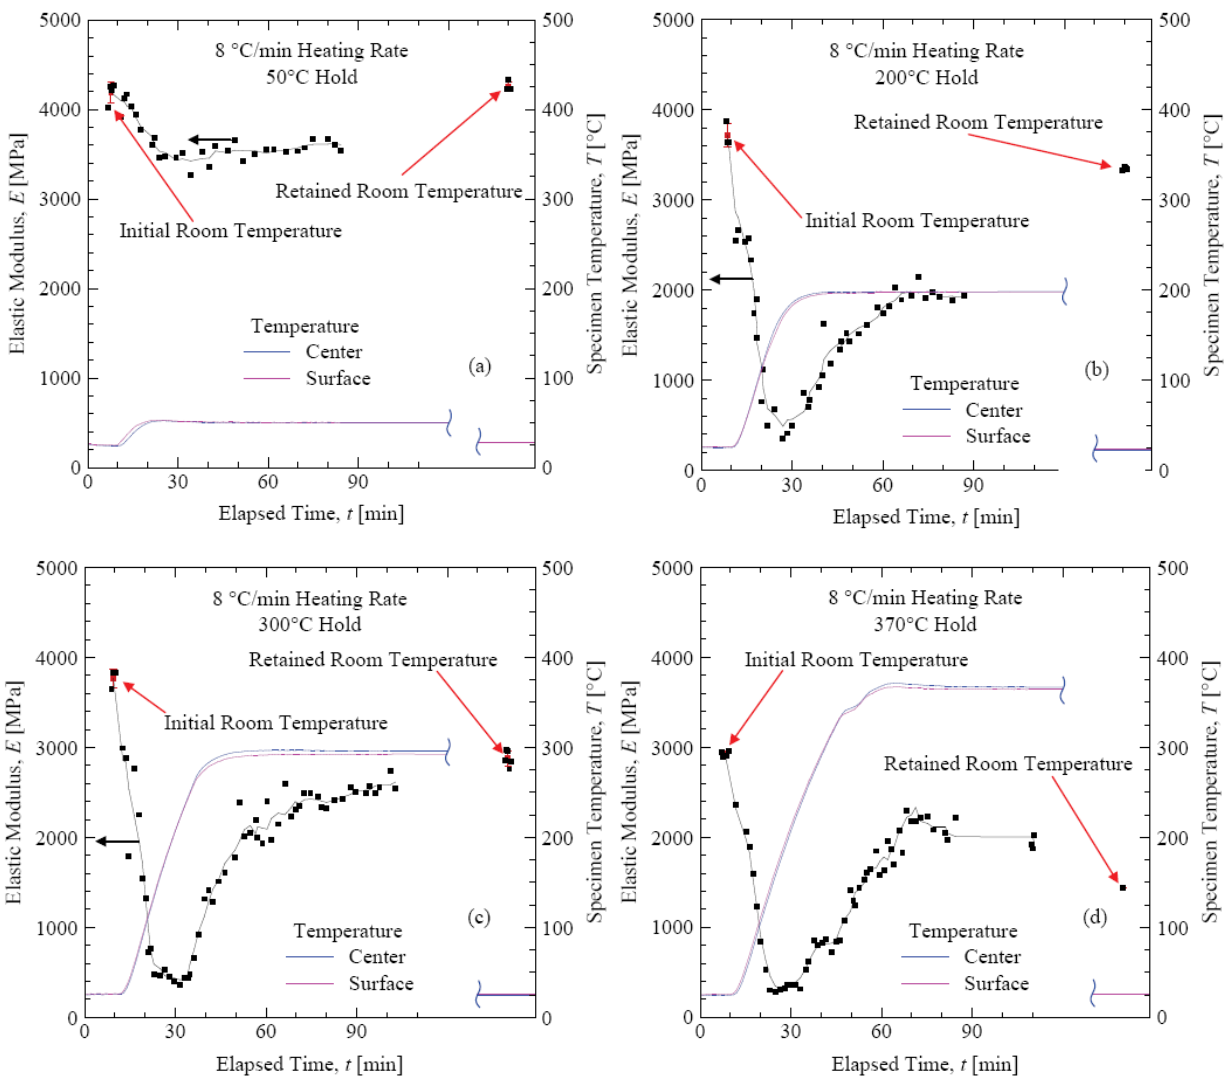 5000
4000
3000
2000
1000
0
Elastic Modulus, E [MPa]
8 °C/min Heating Rate
50°C Hold
Retained Room Temperature
Initial Room Temperature
Temperature
Center
Surface
(a)
500
400
300
200
100
0
Specimen Temperature, T [°C]
0 30 60 90
Elapsed Time, t [min]
5000
4000
3000
2000
1000
0
Elastic Modulus, E [MPa]
8 °C/min Heating Rate
200°C Hold
Retained Room Temperature
Initial Room Temperature
(b)
Temperature
Center
Surface
500
400
300
200
100
0
Specimen Temperature, T [°C]
0 30 60 90
Elapsed Time, t [min]
5000
4000
3000
2000
1000
0
Elastic Modulus, E [MPa]
8 °C/min Heating Rate
300°C Hold
Retained Room Temperature
Initial Room Temperature
(c)
Temperature
Center
Surface
500
400
300
200
100
0
Specimen Temperature, T [°C]
0 30 60 90
Elapsed Time, t [min]
5000
4000
3000
2000
1000
0
Elastic Modulus, E [MPa]
8 °C/min Heating Rate
370°C Hold
Initial Room Temperature
Retained Room Temperature
(d)
Temperature
Center
Surface
500
400
300
200
100
0
Specimen Temperature, T [°C]
0 30 60 90
Elapsed Time, t [min]